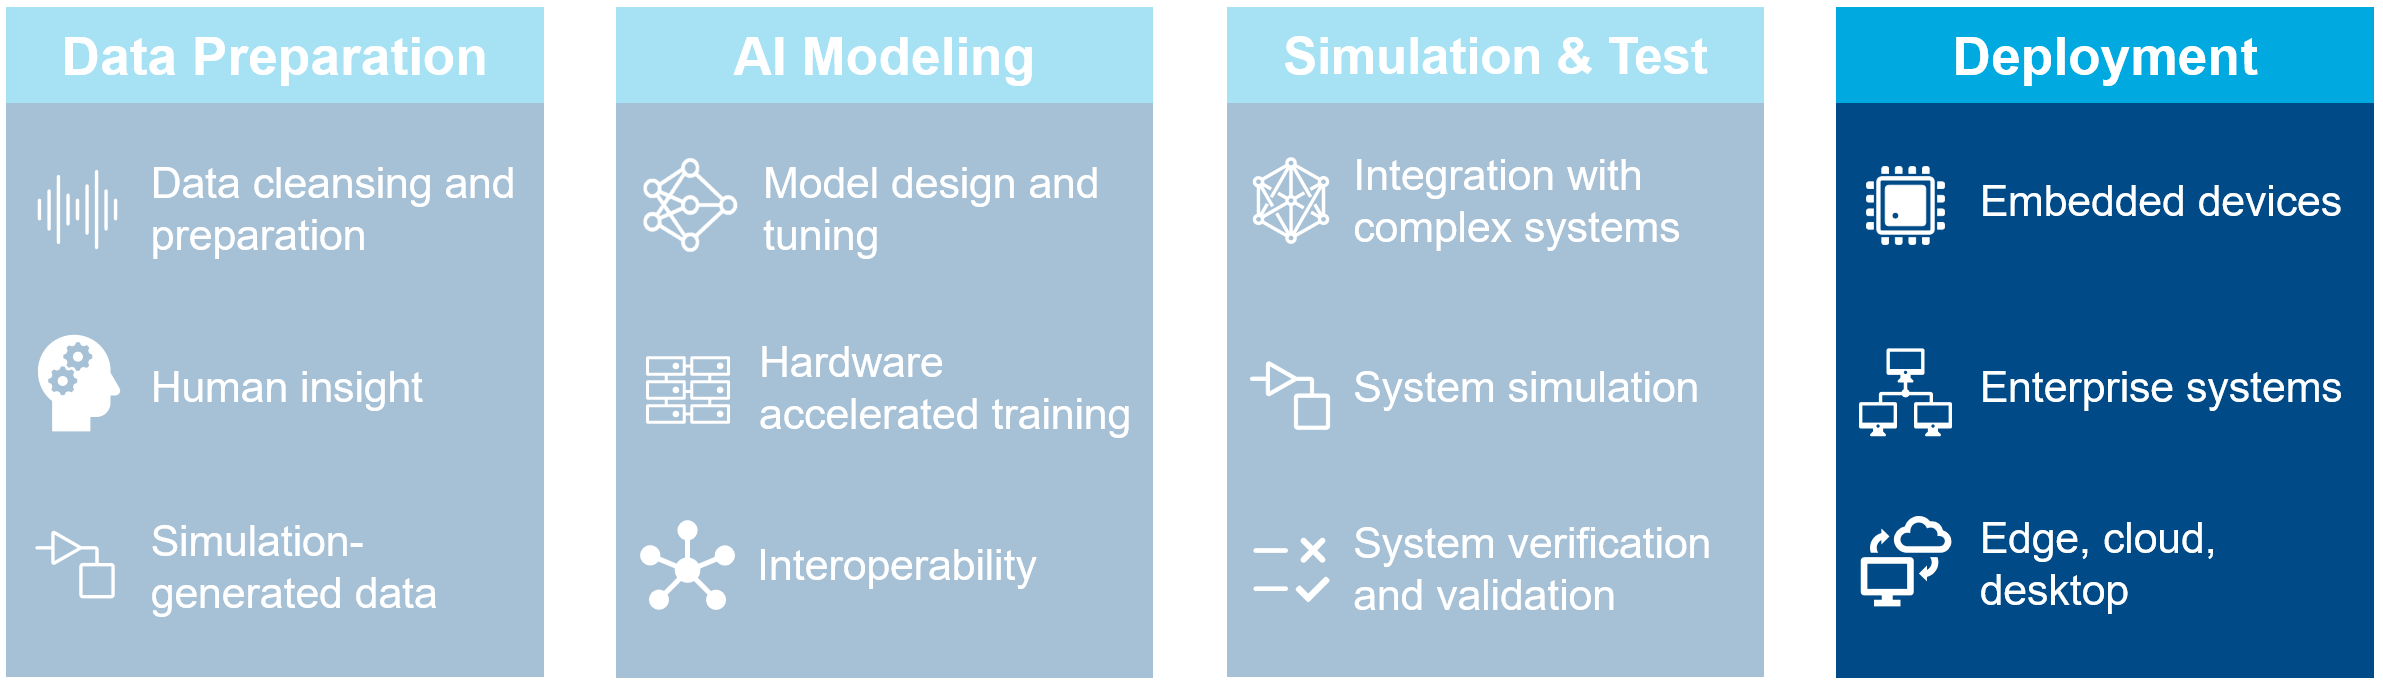 Data Preparation
Data cleansing and
preparation
Human insight
Simulation-
generated data
AI Modeling
Model design and
tuning
Hardware
accelerated training
Interoperability
Simulation & Test
Integration with
complex systems
System simulation
System verification
and validation
Deployment
Embedded devices
Enterprise systems
Edge, cloud,
desktop